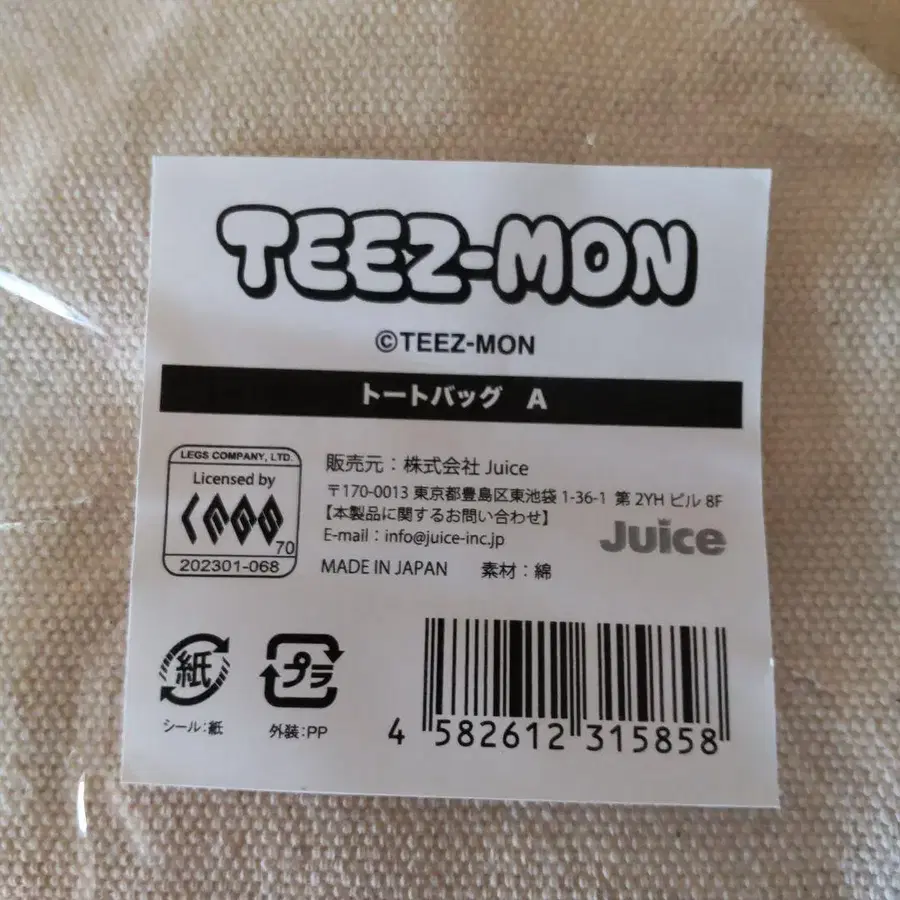 TEEZ-MON
©TEEZ-MON
トートバッグ A
LEGS COMPANY, LTD.
Licensed by
LEGS
70
202301-068
販売元：株式会社 Juice
〒170-0013 東京都豊島区東池袋 1-36-1 第 2YH ビル 8F
【本製品に関するお問い合わせ】
E-mail：info@juice-inc.jp
Juice
MADE IN JAPAN 素材：綿
紙
プラ
シール：紙
外装：PP
4 582612 315858